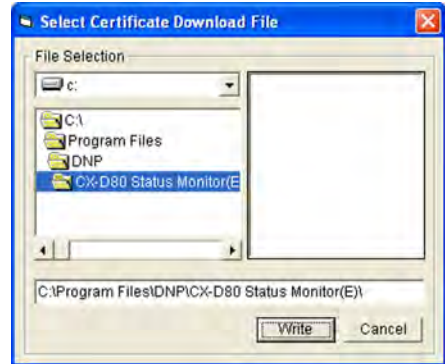 Select Certificate Download File
File Selection
c:
C:\
Program Files
DNP
CX-D80 Status Monitor(E
C:\Program Files\DNP\CX-D80 Status Monitor(E)\
Write
Cancel